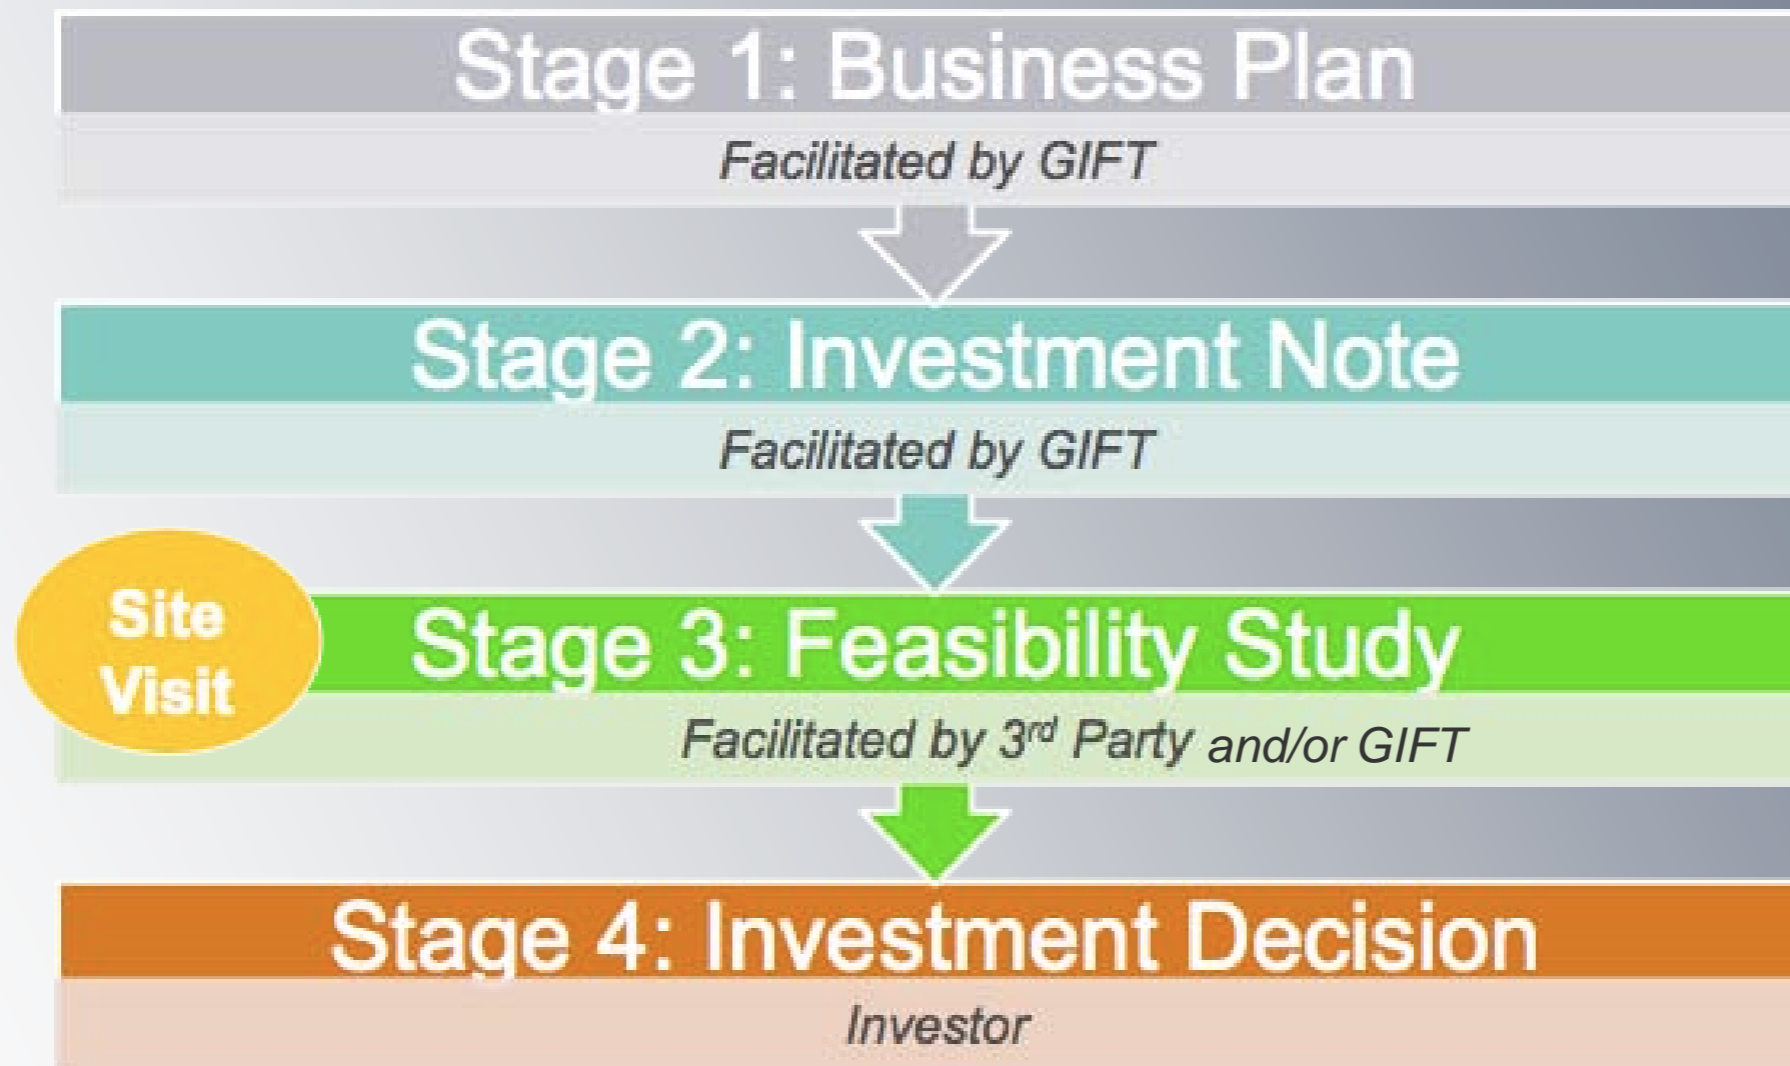 Stage 1: Business Plan
Facilitated by GIFT
Stage 2: Investment Note
Facilitated by GIFT
Site
Visit
Stage 3: Feasibility Study
Facilitated by 3rd Party and/or GIFT
Stage 4: Investment Decision
Investor